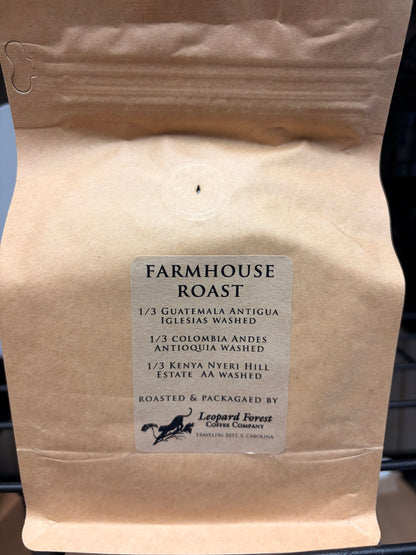 FARMHOUSE
ROAST
1/3 GUATEMALA ANTIGUA
IGLESIAS WASHED
1/3 COLOMBIA ANDES
ANTIOQUIA WASHED
1/3 KENYA NYERI HILL
ESTATE AA WASHED
ROASTED & PACKAGAED BY
Leopard Forest
COFFEE COMPANY
TRAVELERS REST, S. CAROLINA